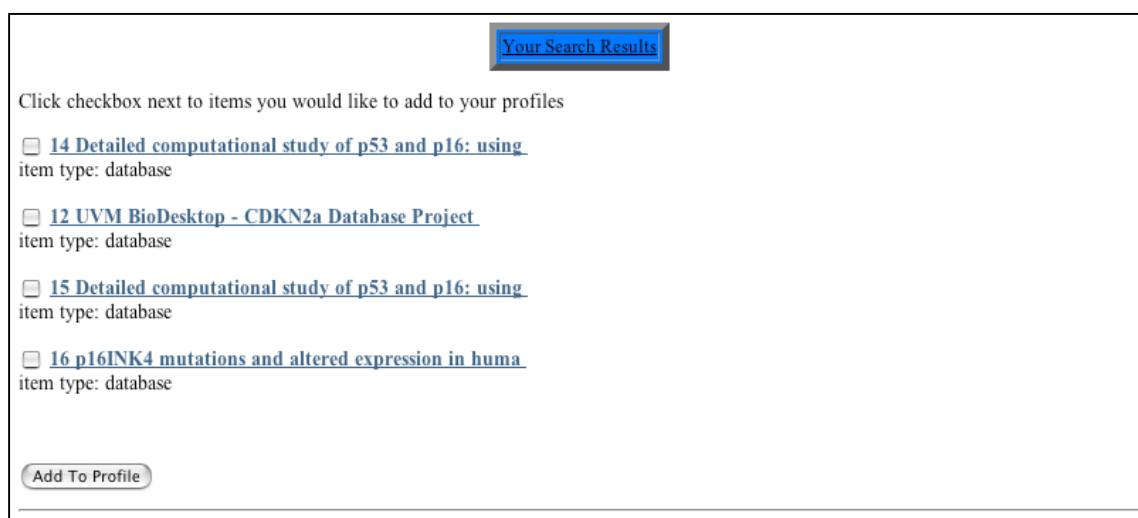 Your Search Results
Click checkbox next to items you would like to add to your profiles
14 Detailed computational study of p53 and p16: using
item type: database
12 UVM BioDesktop - CDKN2a Database Project
item type: database
15 Detailed computational study of p53 and p16: using
item type: database
16 p16INK4 mutations and altered expression in huma
item type: database
Add To Profile